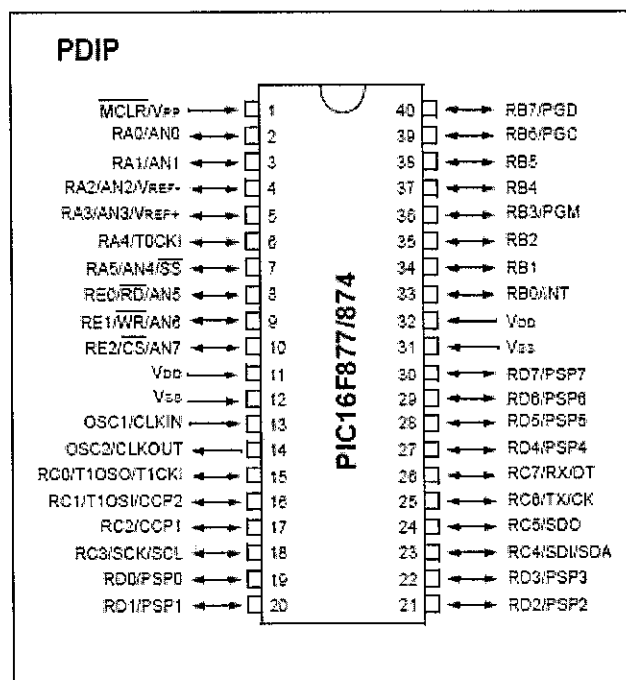 PDIP
MCLR/VPP 1 40 RB7/PGD
RA0/AN0 2 39 RB6/PGC
RA1/AN1 3 38 RB5
RA2/AN2/VREF- 4 37 RB4
RA3/AN3/VREF+ 5 36 RB3/PGM
RA4/T0CKI 6 35 RB2
RA5/AN4/SS 7 34 RB1
RE0/RD/AN5 8 33 RB0/INT
RE1/WR/AN6 9 32 VDD
RE2/CS/AN7 10 31 VSS
VDD 11 30 RD7/PSP7
VSS 12 29 RD6/PSP6
OSC1/CLKIN 13 28 RD5/PSP5
OSC2/CLKOUT 14 27 RD4/PSP4
RC0/T1OSO/T1CKI 15 26 RC7/RX/DT
RC1/T1OSI/CCP2 16 25 RC6/TX/CK
RC2/CCP1 17 24 RC5/SDO
RC3/SCK/SCL 18 23 RC4/SDI/SDA
RD0/PSP0 19 22 RD3/PSP3
RD1/PSP1 20 21 RD2/PSP2
PIC16F877/874